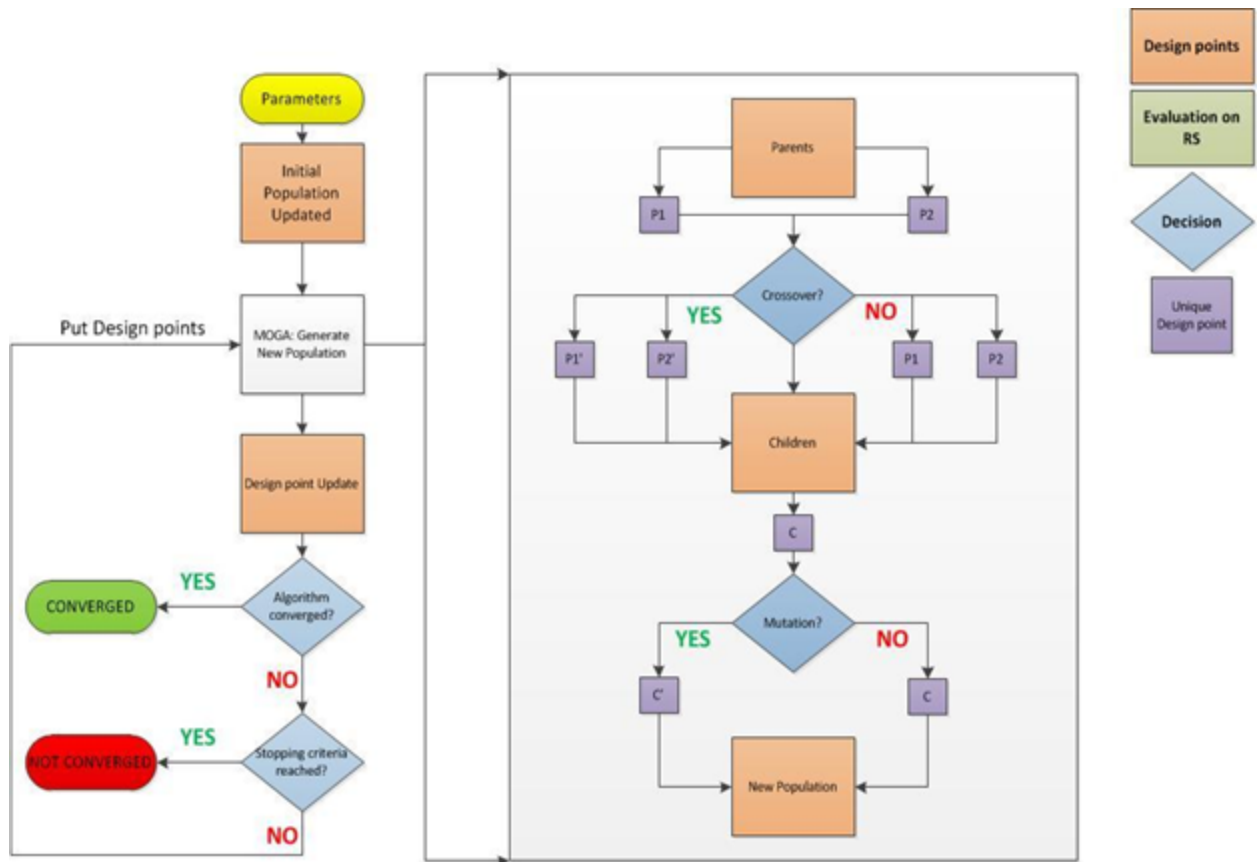 Parameters
Initial
Population
Updated
Put Design points
MOGA: Generate
New Population
Design point Update
Algorithm
converged?
YES
CONVERGED
NO
Stopping criteria
reached?
YES
NOT CONVERGED
NO
Parents
P1
P2
Crossover?
YES
NO
P1'
P2'
P1
P2
Children
C
Mutation?
YES
NO
C'
C
New Population
Design points
Evaluation on
RS
Decision
Unique
Design point